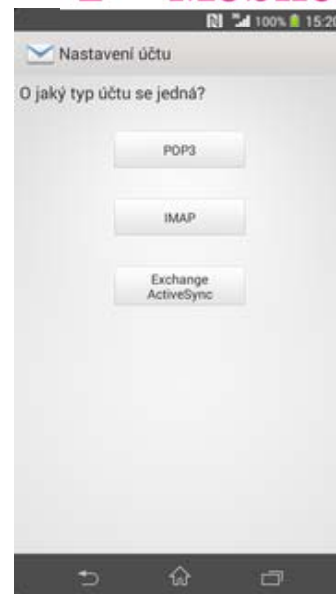 100% 15:20
Nastavení účtu
O jaký typ účtu se jedná?
POP3
IMAP
Exchange
ActiveSync